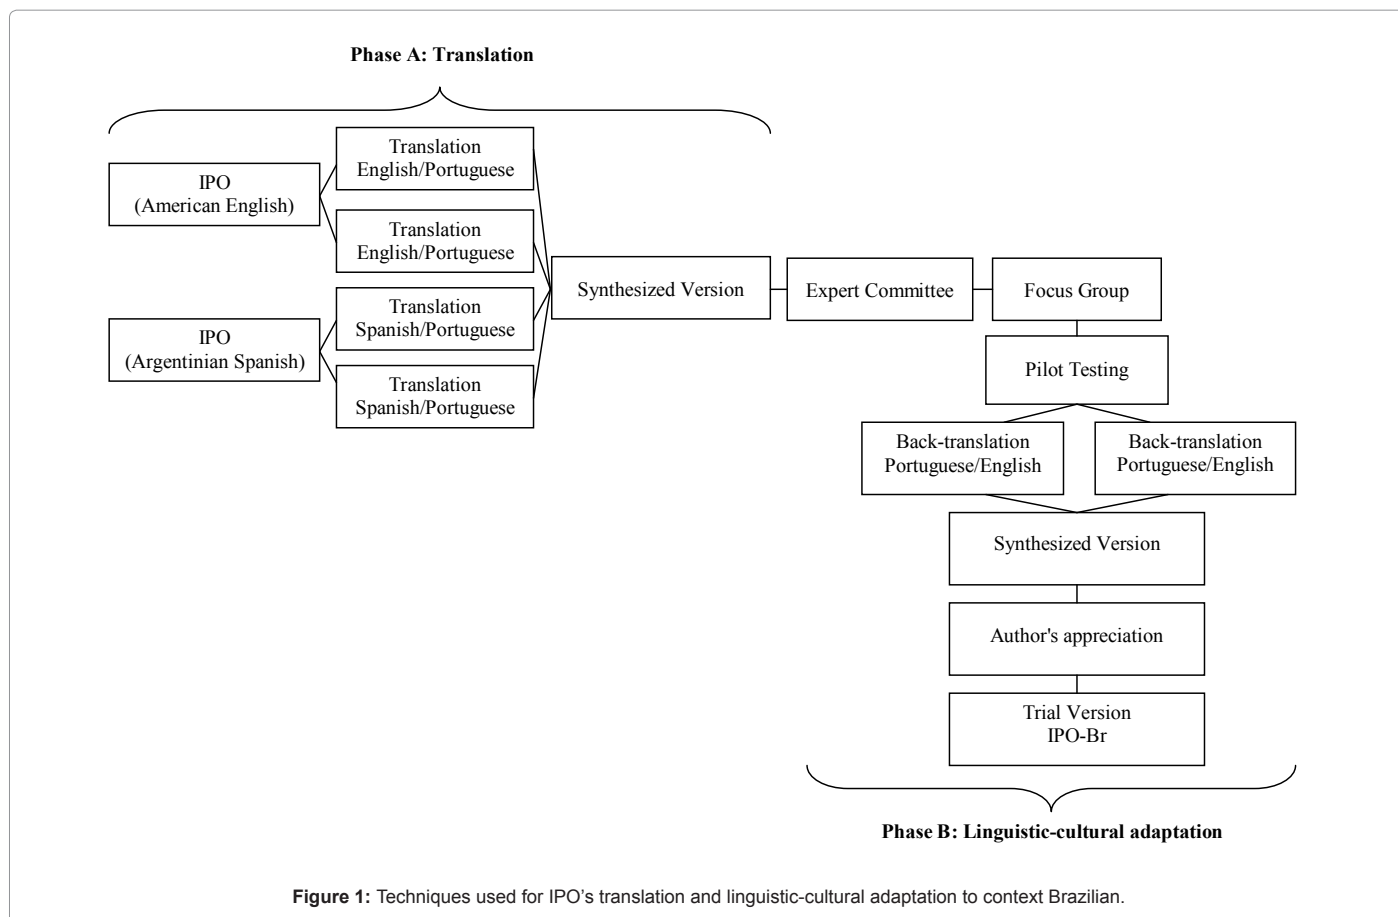 Phase A: Translation
IPO
(American English)
Translation
English/Portuguese
Translation
English/Portuguese
IPO
(Argentinian Spanish)
Translation
Spanish/Portuguese
Translation
Spanish/Portuguese
Synthesized Version
Expert Committee
Focus Group
Pilot Testing
Back-translation
Portuguese/English
Back-translation
Portuguese/English
Synthesized Version
Author's appreciation
Trial Version
IPO-Br
Phase B: Linguistic-cultural adaptation
Figure 1: Techniques used for IPO’s translation and linguistic-cultural adaptation to context Brazilian.